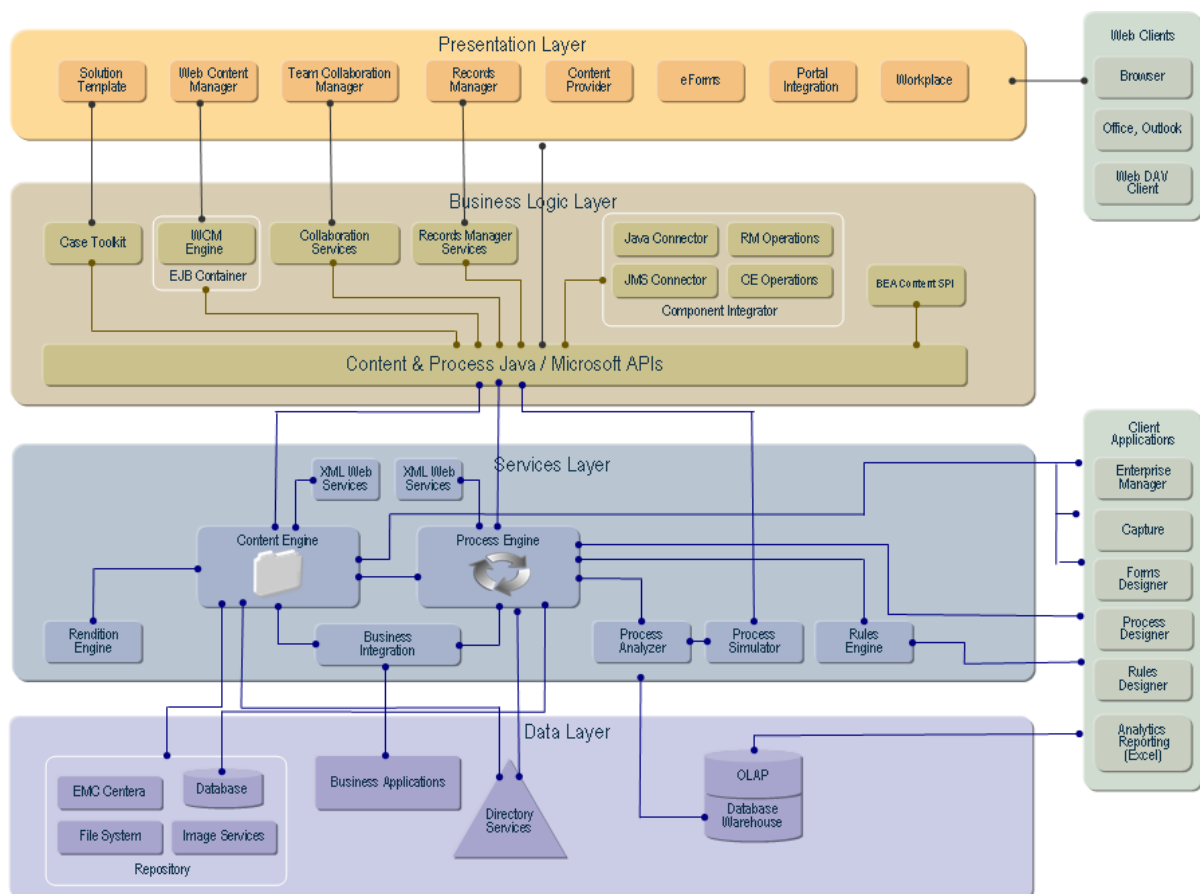 Presentation Layer
Solution
Template
Web Content
Manager
Team Collaboration
Manager
Records
Manager
Content
Provider
eForms
Portal
Integration
Workplace
Web Clients
Browser
Office, Outlook
Web DAV
Client
Business Logic Layer
Case Toolkit
WCM
Engine
EJB Container
Collaboration
Services
Records Manager
Services
Java Connector
RM Operations
JMS Connector
CE Operations
Component Integrator
BEA Content SPI
Content & Process Java / Microsoft APIs
Services Layer
XML Web
Services
XML Web
Services
Content Engine
Process Engine
Rendition
Engine
Business
Integration
Process
Analyzer
Process
Simulator
Rules
Engine
Client
Applications
Enterprise
Manager
Capture
Forms
Designer
Process
Designer
Rules
Designer
Analytics
Reporting
(Excel)
Data Layer
EMC Centera
Database
File System
Image Services
Repository
Business Applications
Directory
Services
OLAP
Database
Warehouse